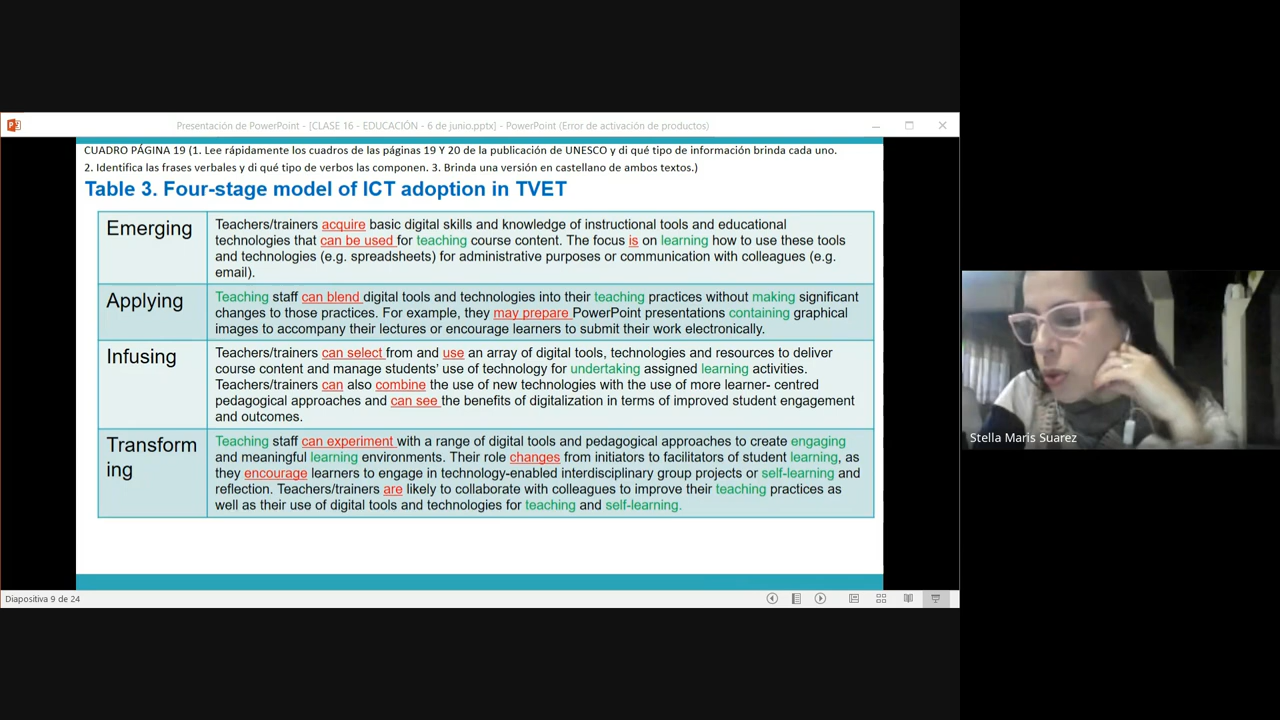 Presentación de PowerPoint - [CLASE 16 - EDUCACIÓN - 6 de junio.pptx] - PowerPoint (Error de activación de productos)
CUADRO PÁGINA 19 (1. Lee rápidamente los cuadros de las páginas 19 Y 20 de la publicación de UNESCO y di qué tipo de información brinda cada uno.
2. Identifica las frases verbales y di qué tipo de verbos las componen. 3. Brinda una versión en castellano de ambos textos.)
Table 3. Four-stage model of ICT adoption in TVET
Emerging
Teachers/trainers acquire basic digital skills and knowledge of instructional tools and educational
technologies that can be used for teaching course content. The focus is on learning how to use these tools
and technologies (e.g. spreadsheets) for administrative purposes or communication with colleagues (e.g.
email).
Applying
Teaching staff can blend digital tools and technologies into their teaching practices without making significant
changes to those practices. For example, they may prepare PowerPoint presentations containing graphical
images to accompany their lectures or encourage learners to submit their work electronically.
Infusing
Teachers/trainers can select from and use an array of digital tools, technologies and resources to deliver
course content and manage students' use of technology for undertaking assigned learning activities.
Teachers/trainers can also combine the use of new technologies with the use of more learner- centred
pedagogical approaches and can see the benefits of digitalization in terms of improved student engagement
and outcomes.
Transform
ing
Teaching staff can experiment with a range of digital tools and pedagogical approaches to create engaging
and meaningful learning environments. Their role changes from initiators to facilitators of student learning, as
they encourage learners to engage in technology-enabled interdisciplinary group projects or self-learning and
reflection. Teachers/trainers are likely to collaborate with colleagues to improve their teaching practices as
well as their use of digital tools and technologies for teaching and self-learning.
Stella Maris Suarez
Diapositiva 9 de 24